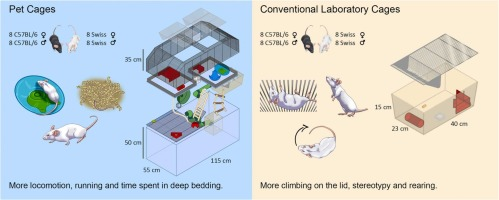 Pet Cages
8 C57BL/6 ♀ 8 Swiss ♀
8 C57BL/6 ♂ 8 Swiss ♂
35 cm
50 cm
55 cm
115 cm
More locomotion, running and time spent in deep bedding.
Conventional Laboratory Cages
8 C57BL/6 ♀ 8 Swiss ♀
8 C57BL/6 ♂ 8 Swiss ♂
15 cm
23 cm
40 cm
More climbing on the lid, stereotypy and rearing.